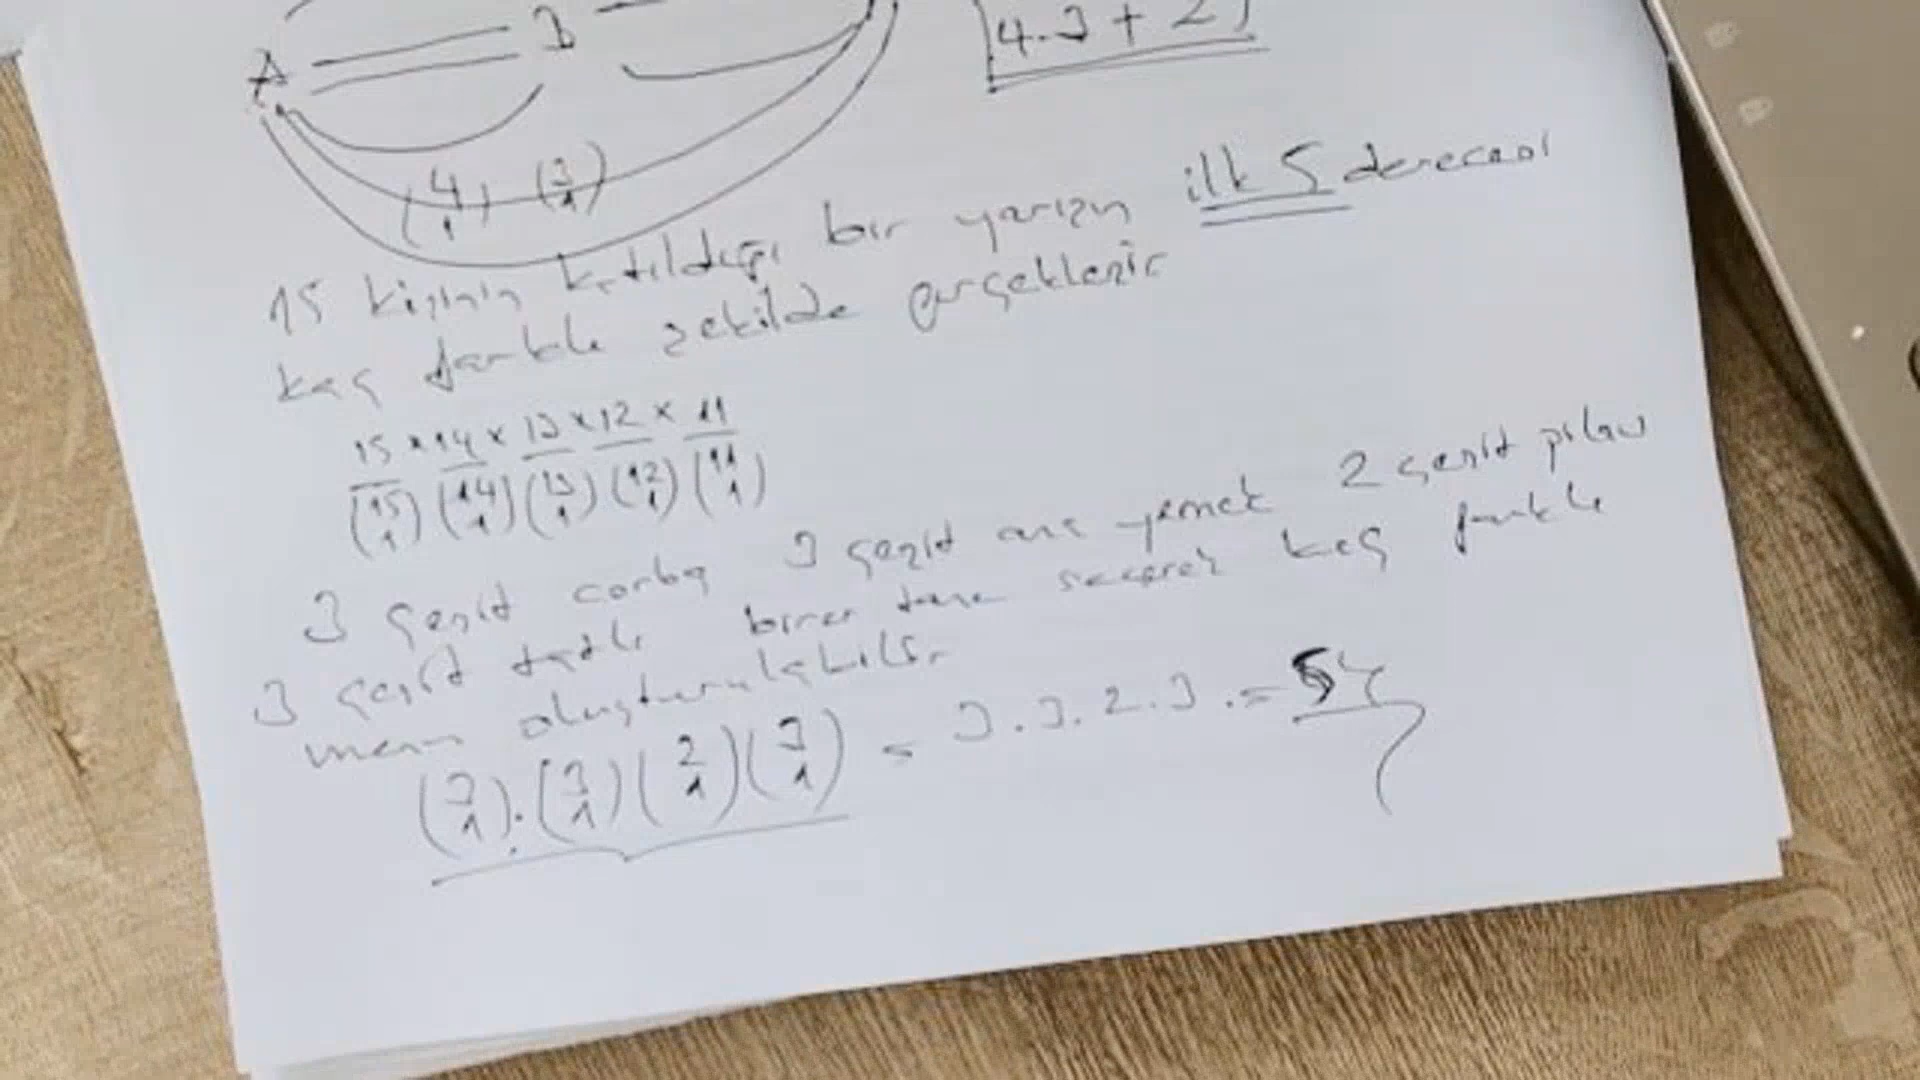 A B
4.3+2
(4 1) (3 1)
15 kişinin katıldığı bir yarışın ilk 5 derecesi
kaç farklı şekilde gerçekleşir
15 × 14 × 13 × 12 × 11
(15 1) (14 1) (13 1) (12 1) (11 1)
3 çeşit çorba 3 çeşit ana yemek 2 çeşit pilav
3 çeşit tatlı birer tane seçerek kaç farklı
menü oluşturulabilir
(3 1).(3 1)(2 1)(3 1) = 3.3.2.3.=54